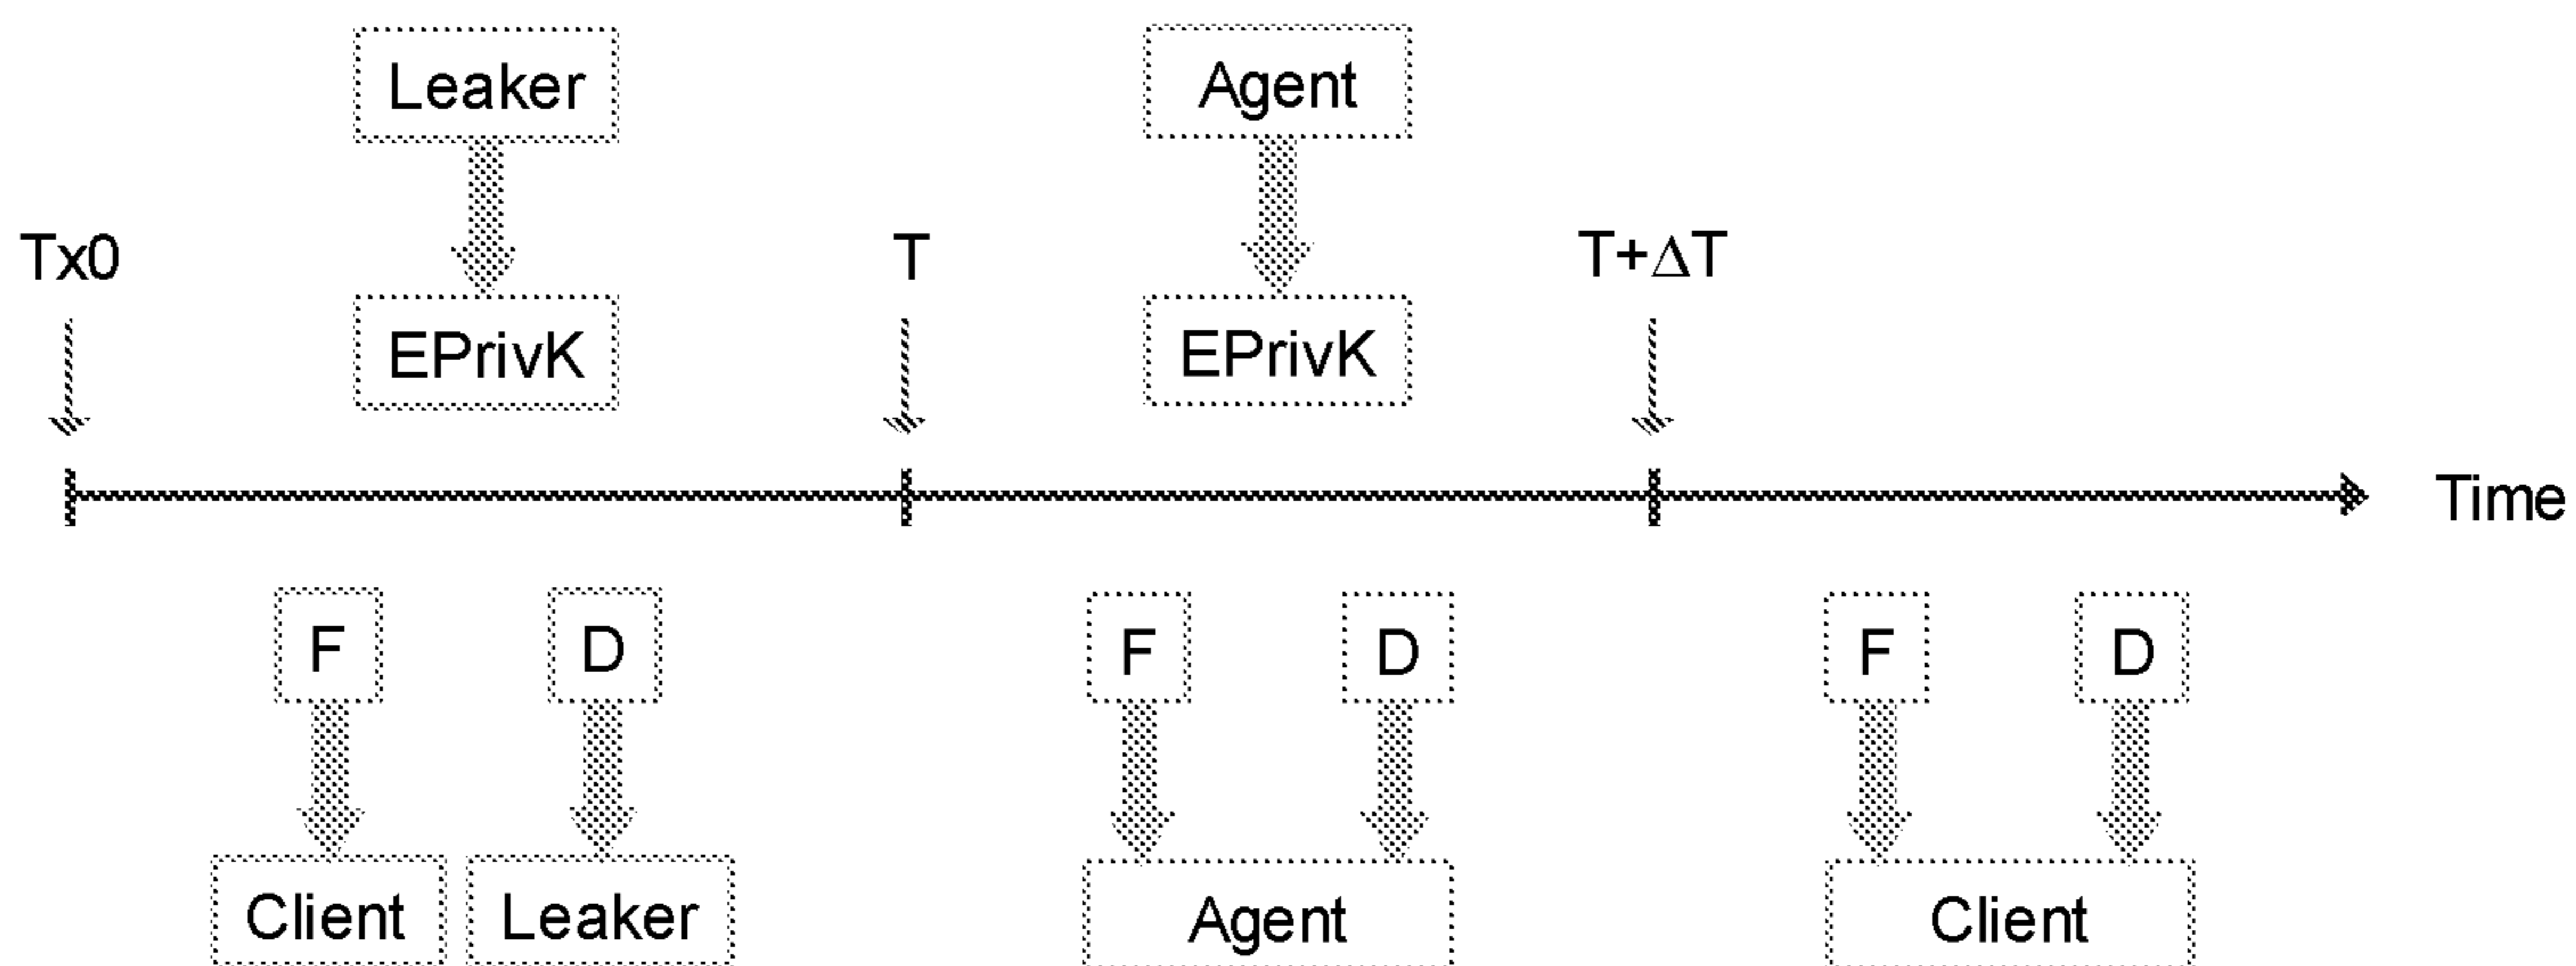 Leaker Agent
Tx0 T T+ΔT
EPrivK EPrivK
Time
F D F D F D
Client Leaker Agent Client